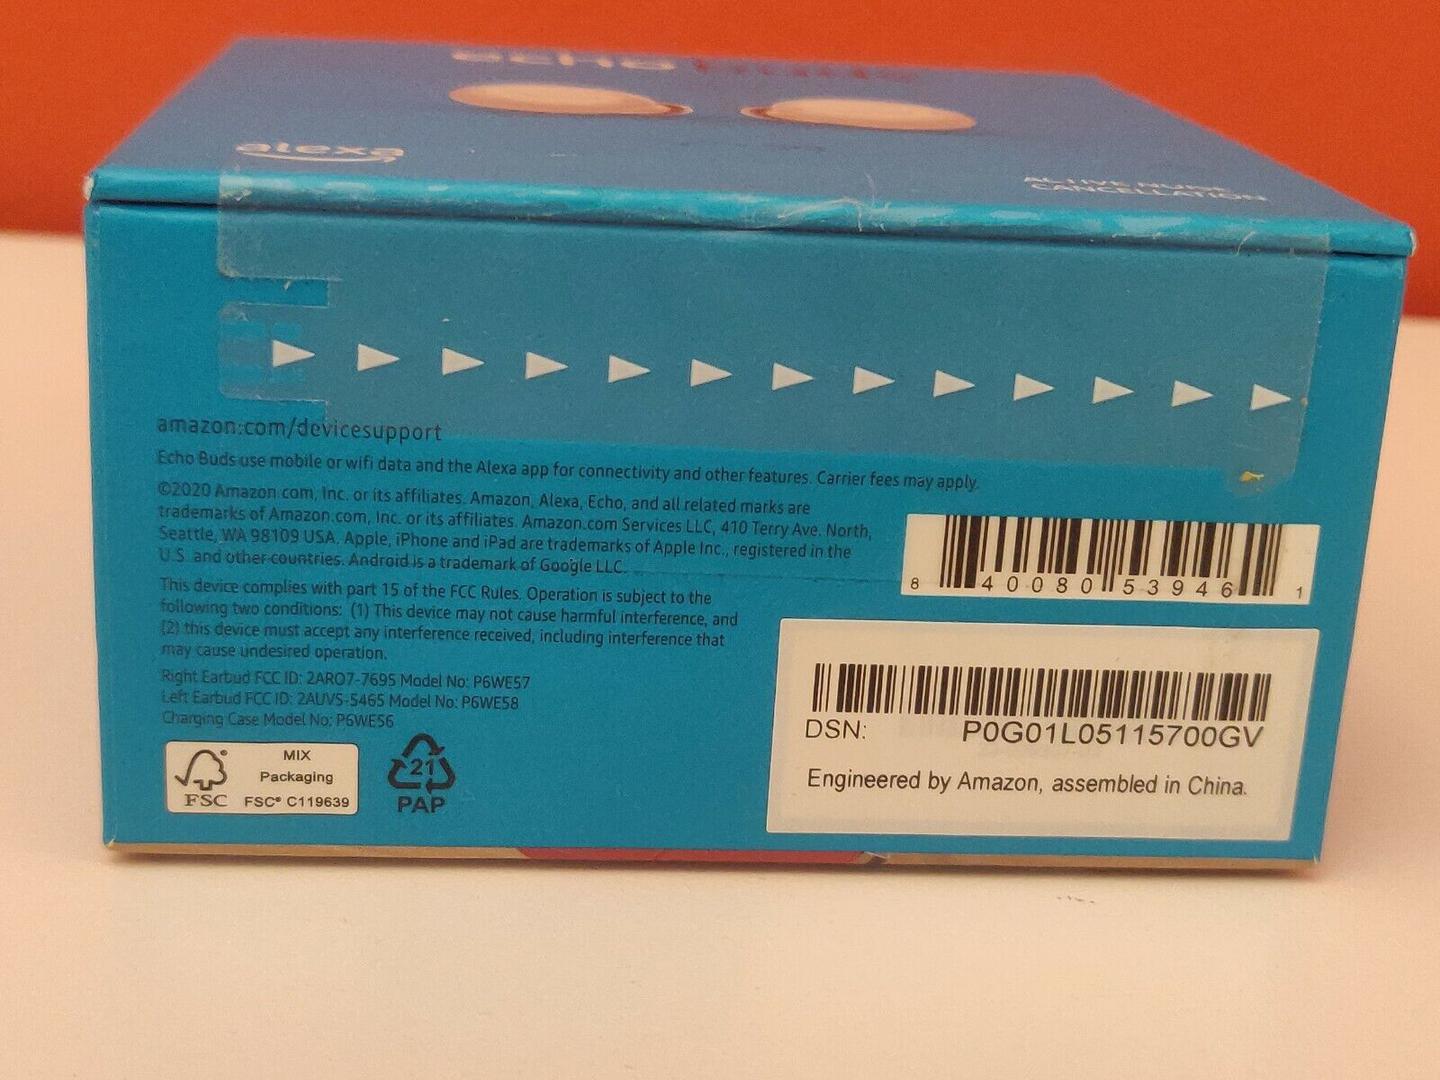 echo buds
alexa
ACTIVE NOISE
CANCELLATION
amazon.com/devicesupport
Echo Buds use mobile or wifi data and the Alexa app for connectivity and other features. Carrier fees may apply.
©2020 Amazon.com, Inc. or its affiliates. Amazon, Alexa, Echo, and all related marks are
trademarks of Amazon.com, Inc. or its affiliates. Amazon.com Services LLC, 410 Terry Ave. North,
Seattle, WA 98109 USA. Apple, iPhone and iPad are trademarks of Apple Inc., registered in the
U.S. and other countries. Android is a trademark of Google LLC.
This device complies with part 15 of the FCC Rules. Operation is subject to the
following two conditions: (1) This device may not cause harmful interference, and
(2) this device must accept any interference received, including interference that
may cause undesired operation.
Right Earbud FCC ID: 2ARO7-7695 Model No: P6WE57
Left Earbud FCC ID: 2AUVS-5465 Model No: P6WE58
Charging Case Model No: P6WE56
FSC
MIX
Packaging
FSC® C119639
21
PAP
8 40080 53946 1
DSN: P0G01L05115700GV
Engineered by Amazon, assembled in China.